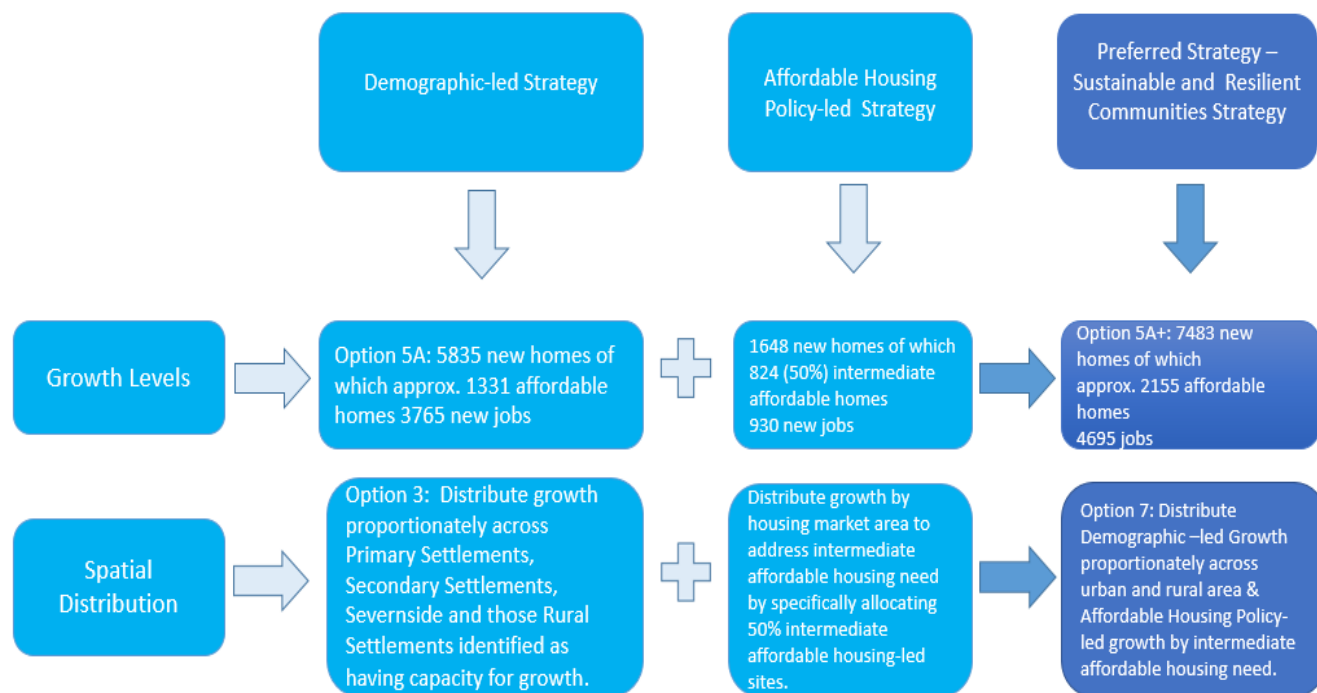 Demographic-led Strategy
Affordable Housing
Policy-led  Strategy
Preferred Strategy –
Sustainable and  Resilient
Communities Strategy
Growth Levels
Option 5A: 5835 new homes of
which approx. 1331 affordable
homes 3765 new jobs
1648 new homes of which
824 (50%) intermediate
affordable homes
930 new jobs
Option 5A+: 7483 new
homes of which
approx. 2155 affordable
homes
4695 jobs
Spatial
Distribution
Option 3:  Distribute growth
proportionately across
Primary Settlements,
Secondary Settlements,
Severnside and those Rural
Settlements identified as
having capacity for growth.
Distribute growth by
housing market area to
address intermediate
affordable housing need
by specifically allocating
50% intermediate
affordable housing-led
sites.
Option 7: Distribute
Demographic –led Growth
proportionately across
urban and rural area &
Affordable Housing Policy-
led growth by intermediate
affordable housing need.